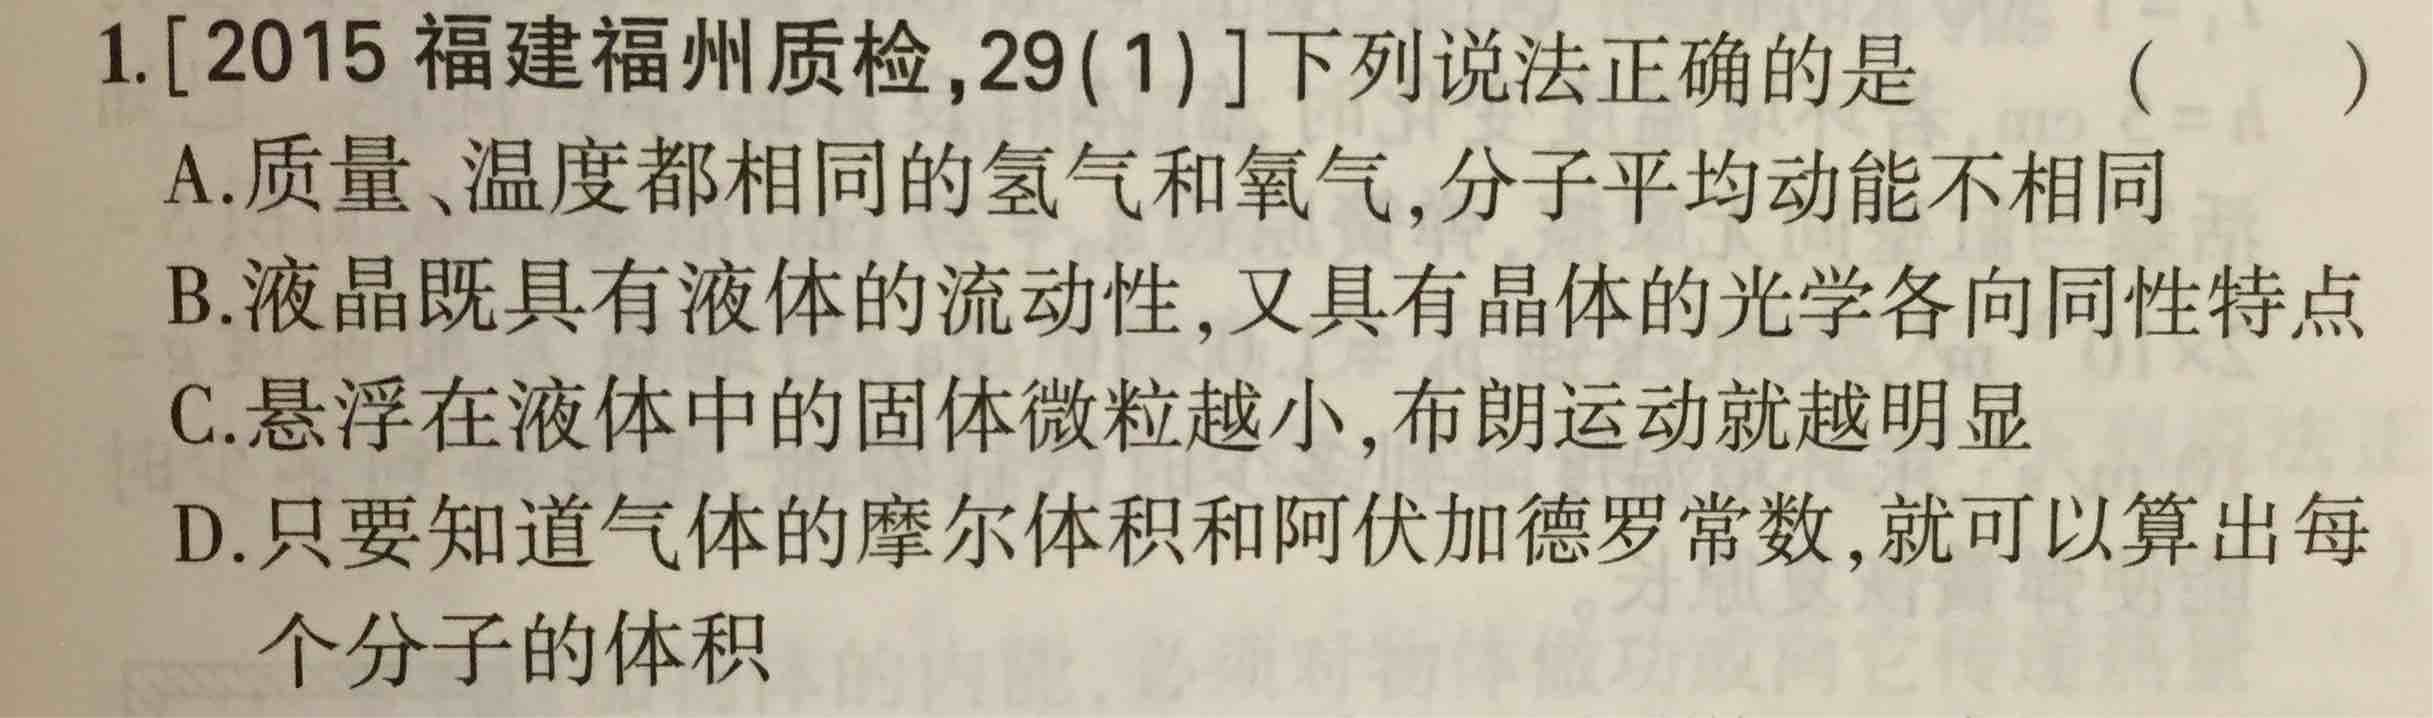 1.[2015 福建福州质检,29(1)]下列说法正确的是 ( )
A.质量、温度都相同的氢气和氧气,分子平均动能不相同
B.液晶既具有液体的流动性,又具有晶体的光学各向同性特点
C.悬浮在液体中的固体微粒越小,布朗运动就越明显
D.只要知道气体的摩尔体积和阿伏加德罗常数,就可以算出每
个分子的体积